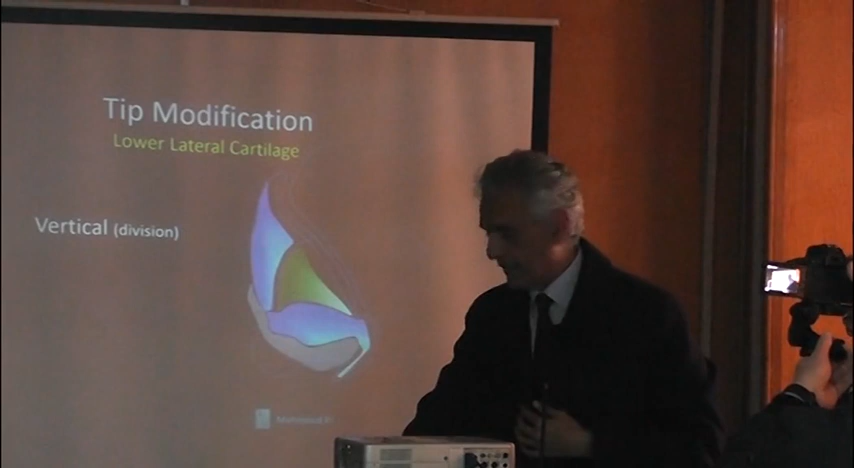 Tip Modification
Lower Lateral Cartilage
Vertical (division)